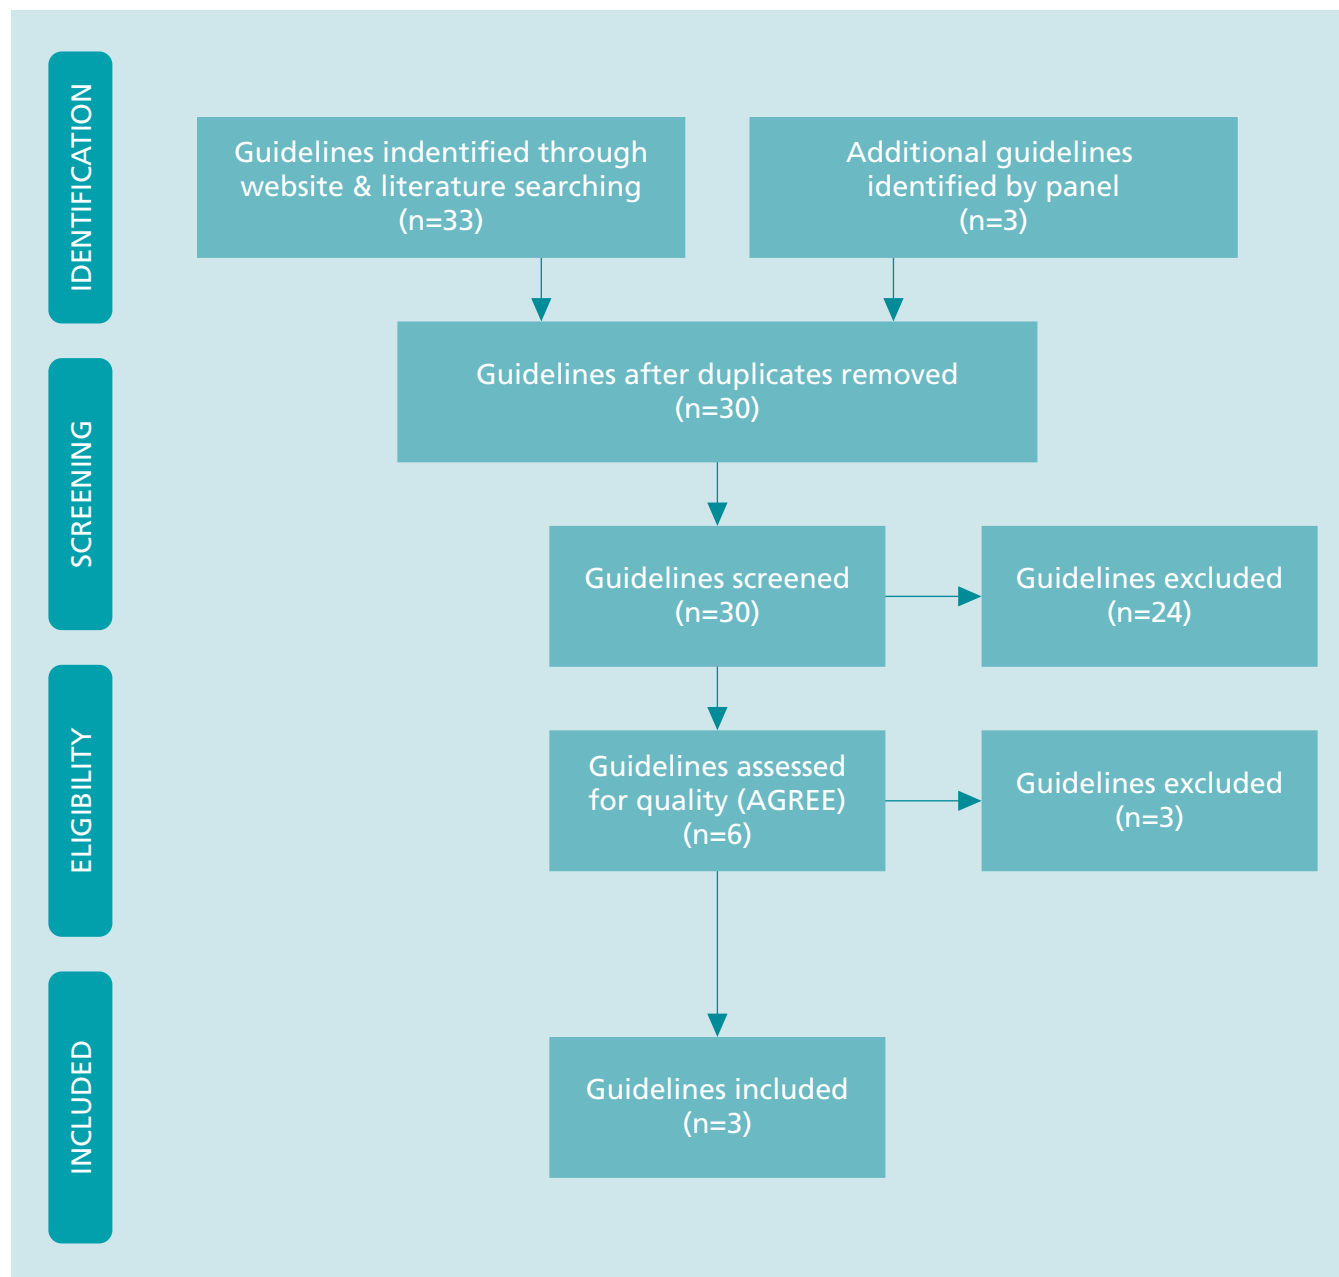 IDENTIFICATION
Guidelines indentified through
website & literature searching
(n=33)
Additional guidelines
identified by panel
(n=3)
SCREENING
Guidelines after duplicates removed
(n=30)
Guidelines screened
(n=30)
Guidelines excluded
(n=24)
ELIGIBILITY
Guidelines assessed
for quality (AGREE)
(n=6)
Guidelines excluded
(n=3)
INCLUDED
Guidelines included
(n=3)